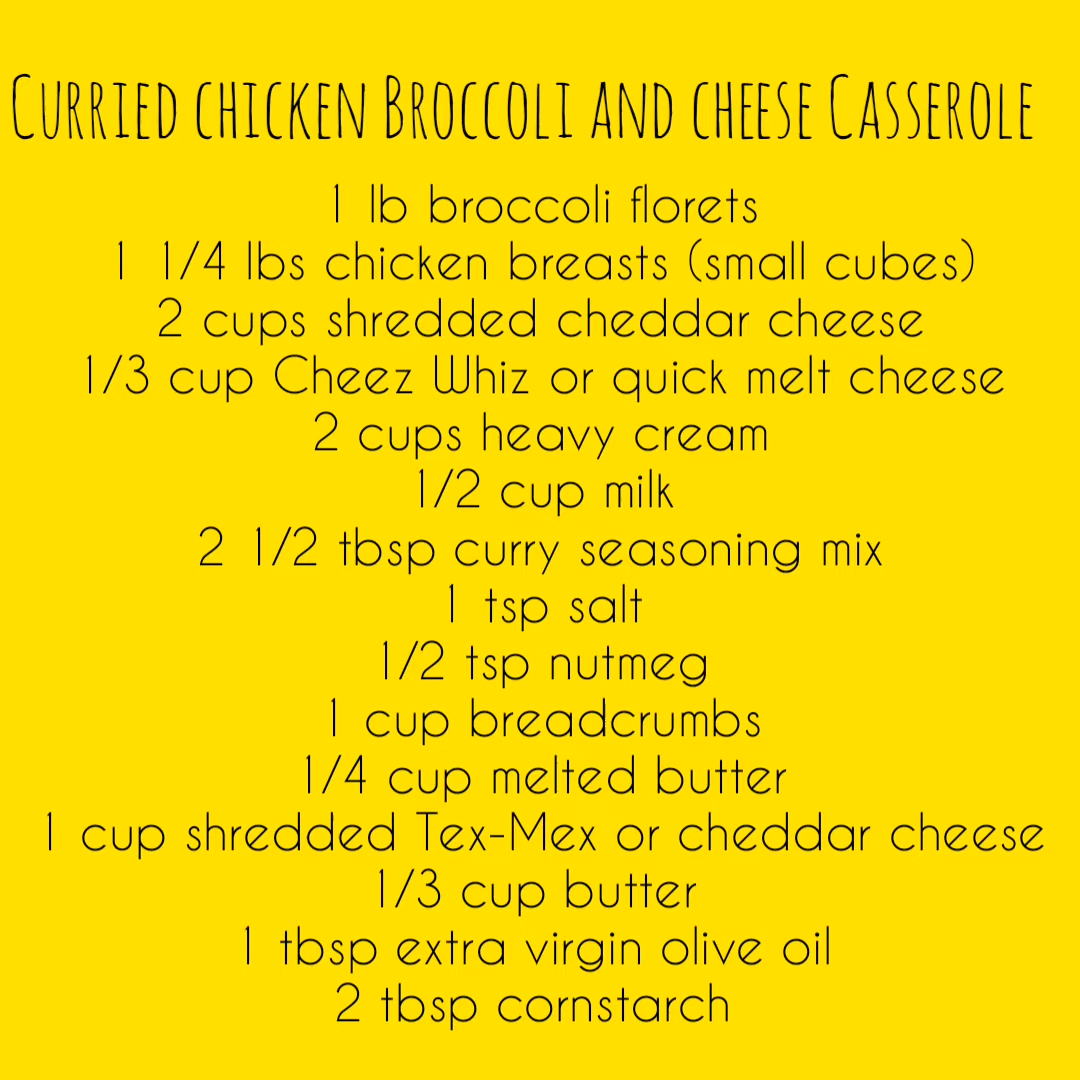 Curried chicken Broccoli and cheese Casserole
1 lb broccoli florets
1 1/4 lbs chicken breasts (small cubes)
2 cups shredded cheddar cheese
1/3 cup Cheez Whiz or quick melt cheese
2 cups heavy cream
1/2 cup milk
2 1/2 tbsp curry seasoning mix
1 tsp salt
1/2 tsp nutmeg
1 cup breadcrumbs
1/4 cup melted butter
1 cup shredded Tex-Mex or cheddar cheese
1/3 cup butter
1 tbsp extra virgin olive oil
2 tbsp cornstarch